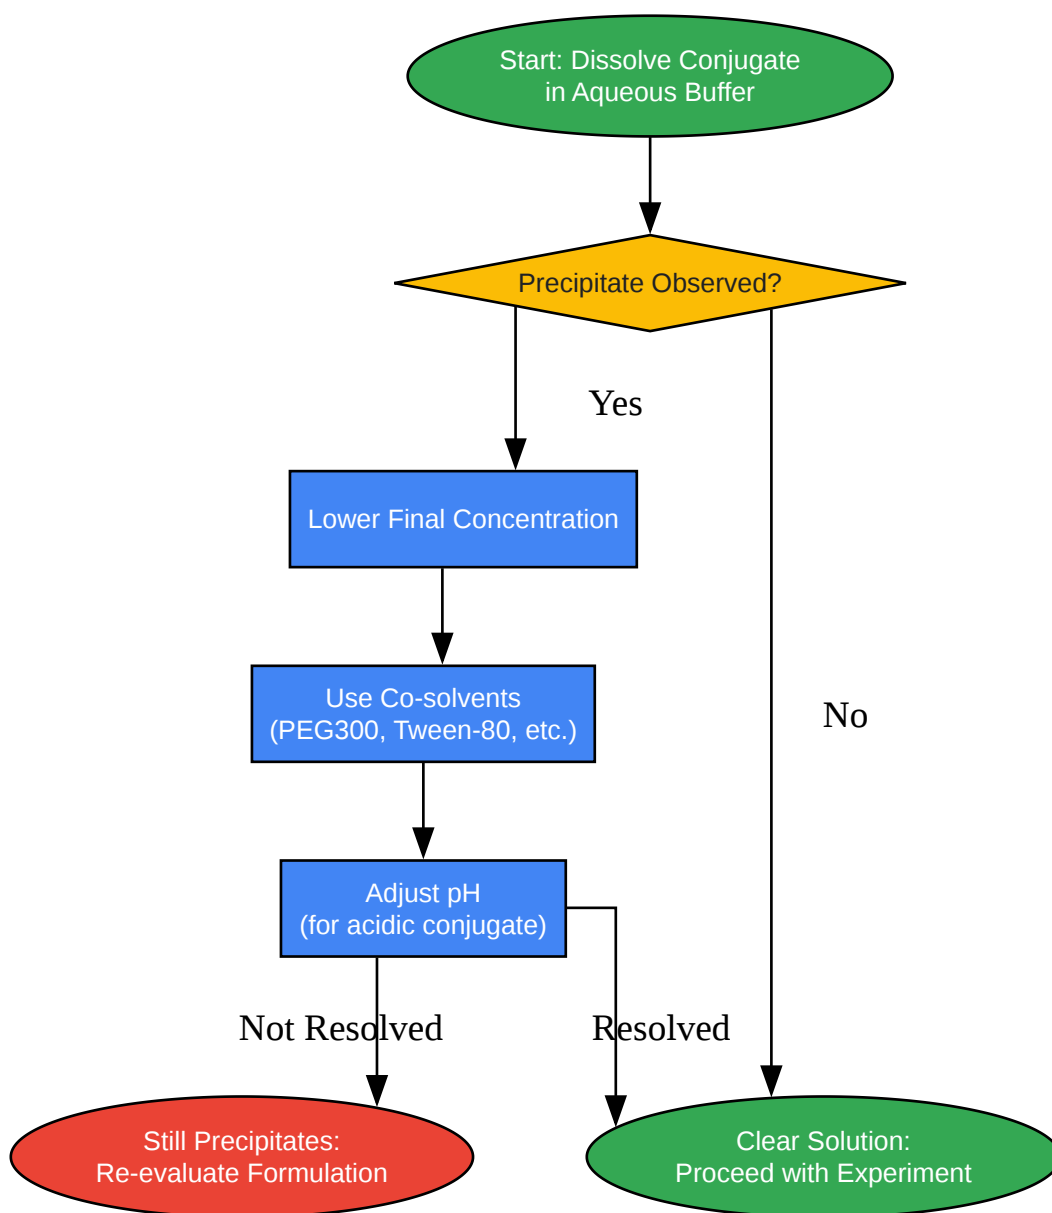 Start: Dissolve Conjugate
in Aqueous Buffer
Precipitate Observed?
Yes
Lower Final Concentration
Use Co-solvents
(PEG300, Tween-80, etc.)
No
Adjust pH
(for acidic conjugate)
Not Resolved
Resolved
Still Precipitates:
Re-evaluate Formulation
Clear Solution:
Proceed with Experiment